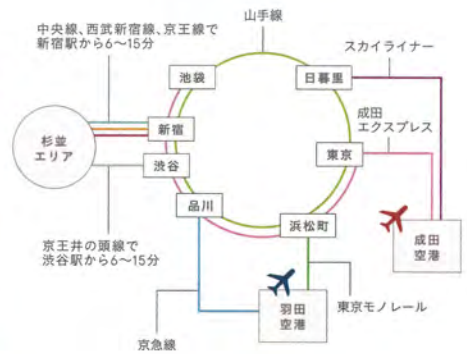 中央線、西武新宿線、京王線で
新宿駅から6〜15分
山手線
スカイライナー
池袋
日暮里
成田
エクスプレス
杉並
エリア
新宿
渋谷
東京
品川
浜松町
京王井の頭線で
渋谷駅から6〜15分
成田
空港
羽田
空港
東京モノレール
京急線